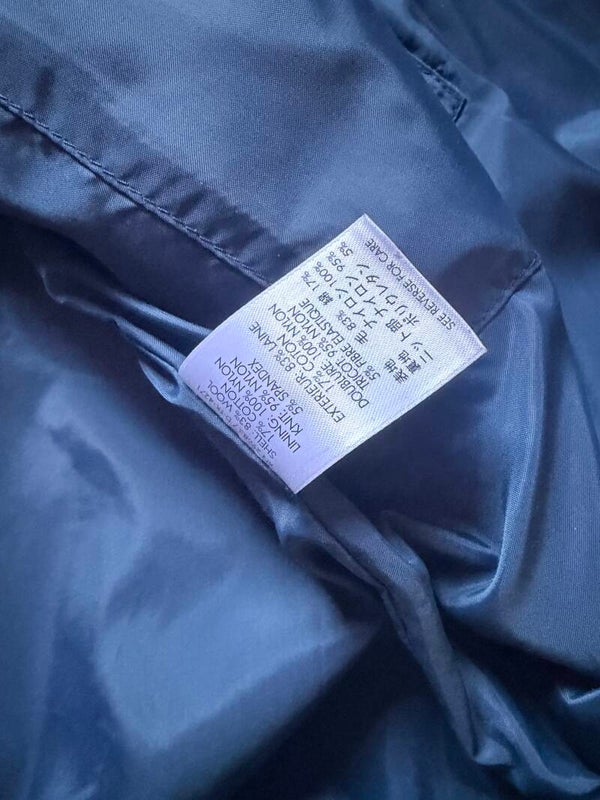 SHELL: 83% WOOL
17% COTTON
LINING: 100% NYLON
KNIT: 95% NYLON
5% SPANDEX
EXTERIEUR: 83% LAINE
17% COTON
DOUBLURE: 100% NYLON
TRICOT: 95% NYLON
5% FIBRE ELASTIQUE
表地 毛 83% 綿 17%
裏地 ナイロン 100%
ニット部 ナイロン 95%
ポリウレタン 5%
SEE REVERSE FOR CARE